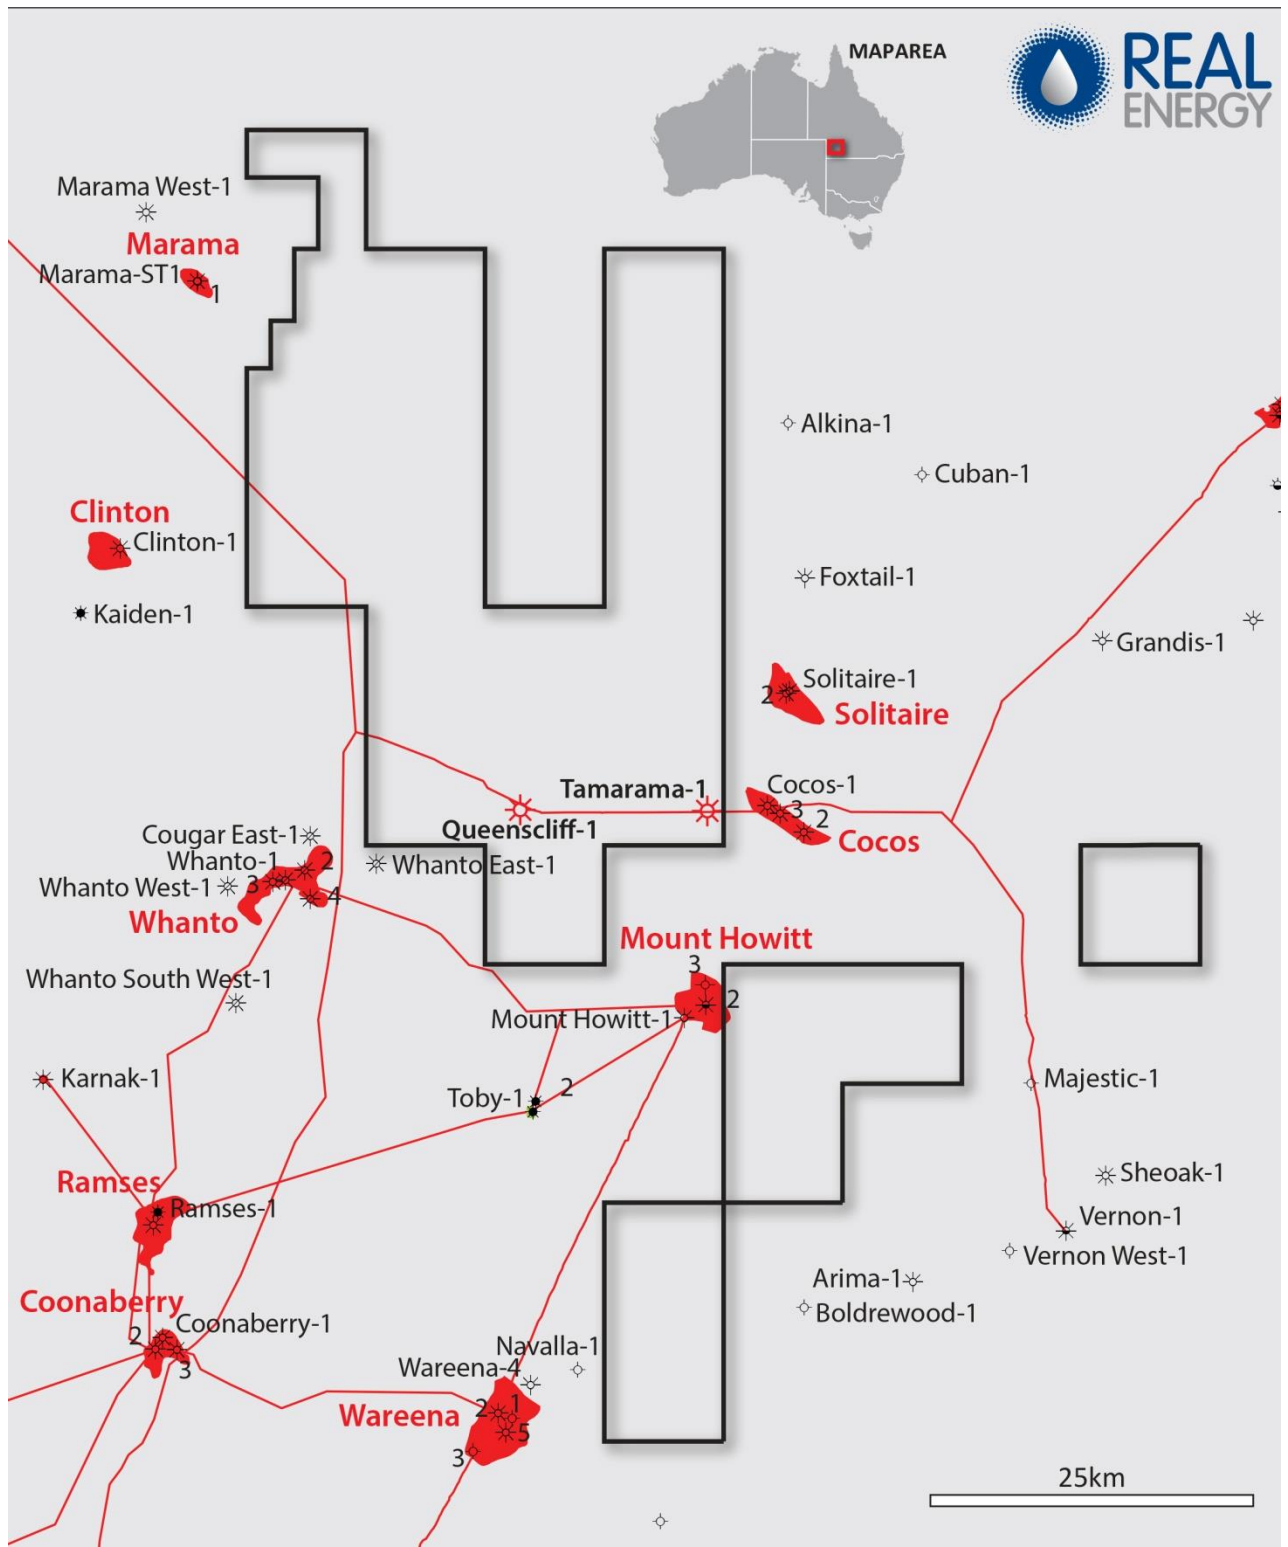 MAPAREA
REAL
ENERGY
Marama West-1
Marama
Marama-ST1
1
Alkina-1
Cuban-1
Clinton
Clinton-1
Foxtail-1
Kaiden-1
Grandis-1
Solitaire-1
2
Solitaire
Tamarama-1
Cocos-1
3
2
Queenscliff-1
Cocos
Cougar East-1
Whanto-1
2
Whanto East-1
Whanto West-1
3
4
Whanto
Mount Howitt
3
Whanto South West-1
2
Mount Howitt-1
Karnak-1
Majestic-1
Toby-1
2
Ramses
Ramses-1
Sheoak-1
Vernon-1
Vernon West-1
Arima-1
Boldrewood-1
Coonaberry
Coonaberry-1
2
3
Navalla-1
Wareena-4
2
1
Wareena
5
3
25km